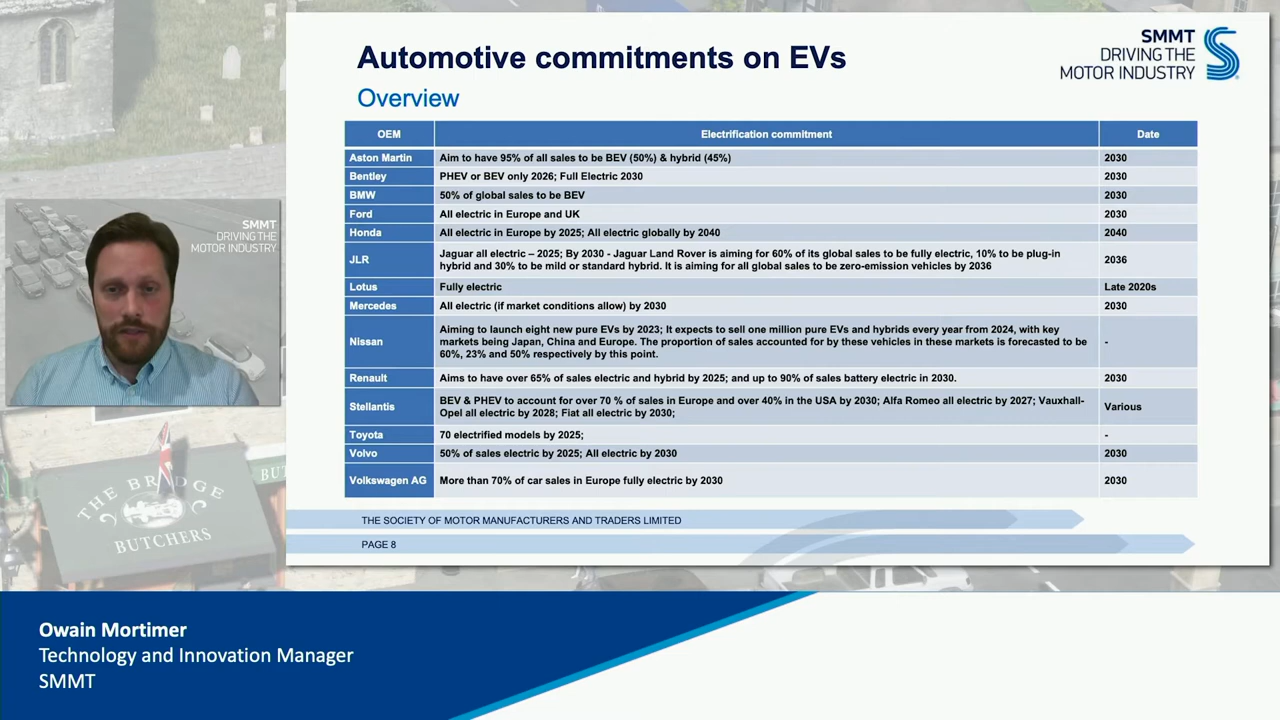 Automotive commitments on EVs
Overview
SMMT
DRIVING THE
MOTOR INDUSTRY
OEM Electrification commitment Date
Aston Martin Aim to have 95% of all sales to be BEV (50%) & hybrid (45%) 2030
Bentley PHEV or BEV only 2026; Full Electric 2030 2030
BMW 50% of global sales to be BEV 2030
Ford All electric in Europe and UK 2030
Honda All electric in Europe by 2025; All electric globally by 2040 2040
JLR Jaguar all electric – 2025; By 2030 - Jaguar Land Rover is aiming for 60% of its global sales to be fully electric, 10% to be plug-in
hybrid and 30% to be mild or standard hybrid. It is aiming for all global sales to be zero-emission vehicles by 2036 2036
Lotus Fully electric Late 2020s
Mercedes All electric (if market conditions allow) by 2030 2030
Nissan Aiming to launch eight new pure EVs by 2023; It expects to sell one million pure EVs and hybrids every year from 2024, with key
markets being Japan, China and Europe. The proportion of sales accounted for by these vehicles in these markets is forecasted to be
60%, 23% and 50% respectively by this point. -
Renault Aims to have over 65% of sales electric and hybrid by 2025; and up to 90% of sales battery electric in 2030. 2030
Stellantis BEV & PHEV to account for over 70 % of sales in Europe and over 40% in the USA by 2030; Alfa Romeo all electric by 2027; Vauxhall-
Opel all electric by 2028; Fiat all electric by 2030; Various
Toyota 70 electrified models by 2025; -
Volvo 50% of sales electric by 2025; All electric by 2030 2030
Volkswagen AG More than 70% of car sales in Europe fully electric by 2030 2030
THE SOCIETY OF MOTOR MANUFACTURERS AND TRADERS LIMITED
PAGE 8
SMMT
DRIVING THE
MOTOR INDUSTRY
THE BRIDGE
BUTCHERS
BU
Owain Mortimer
Technology and Innovation Manager
SMMT